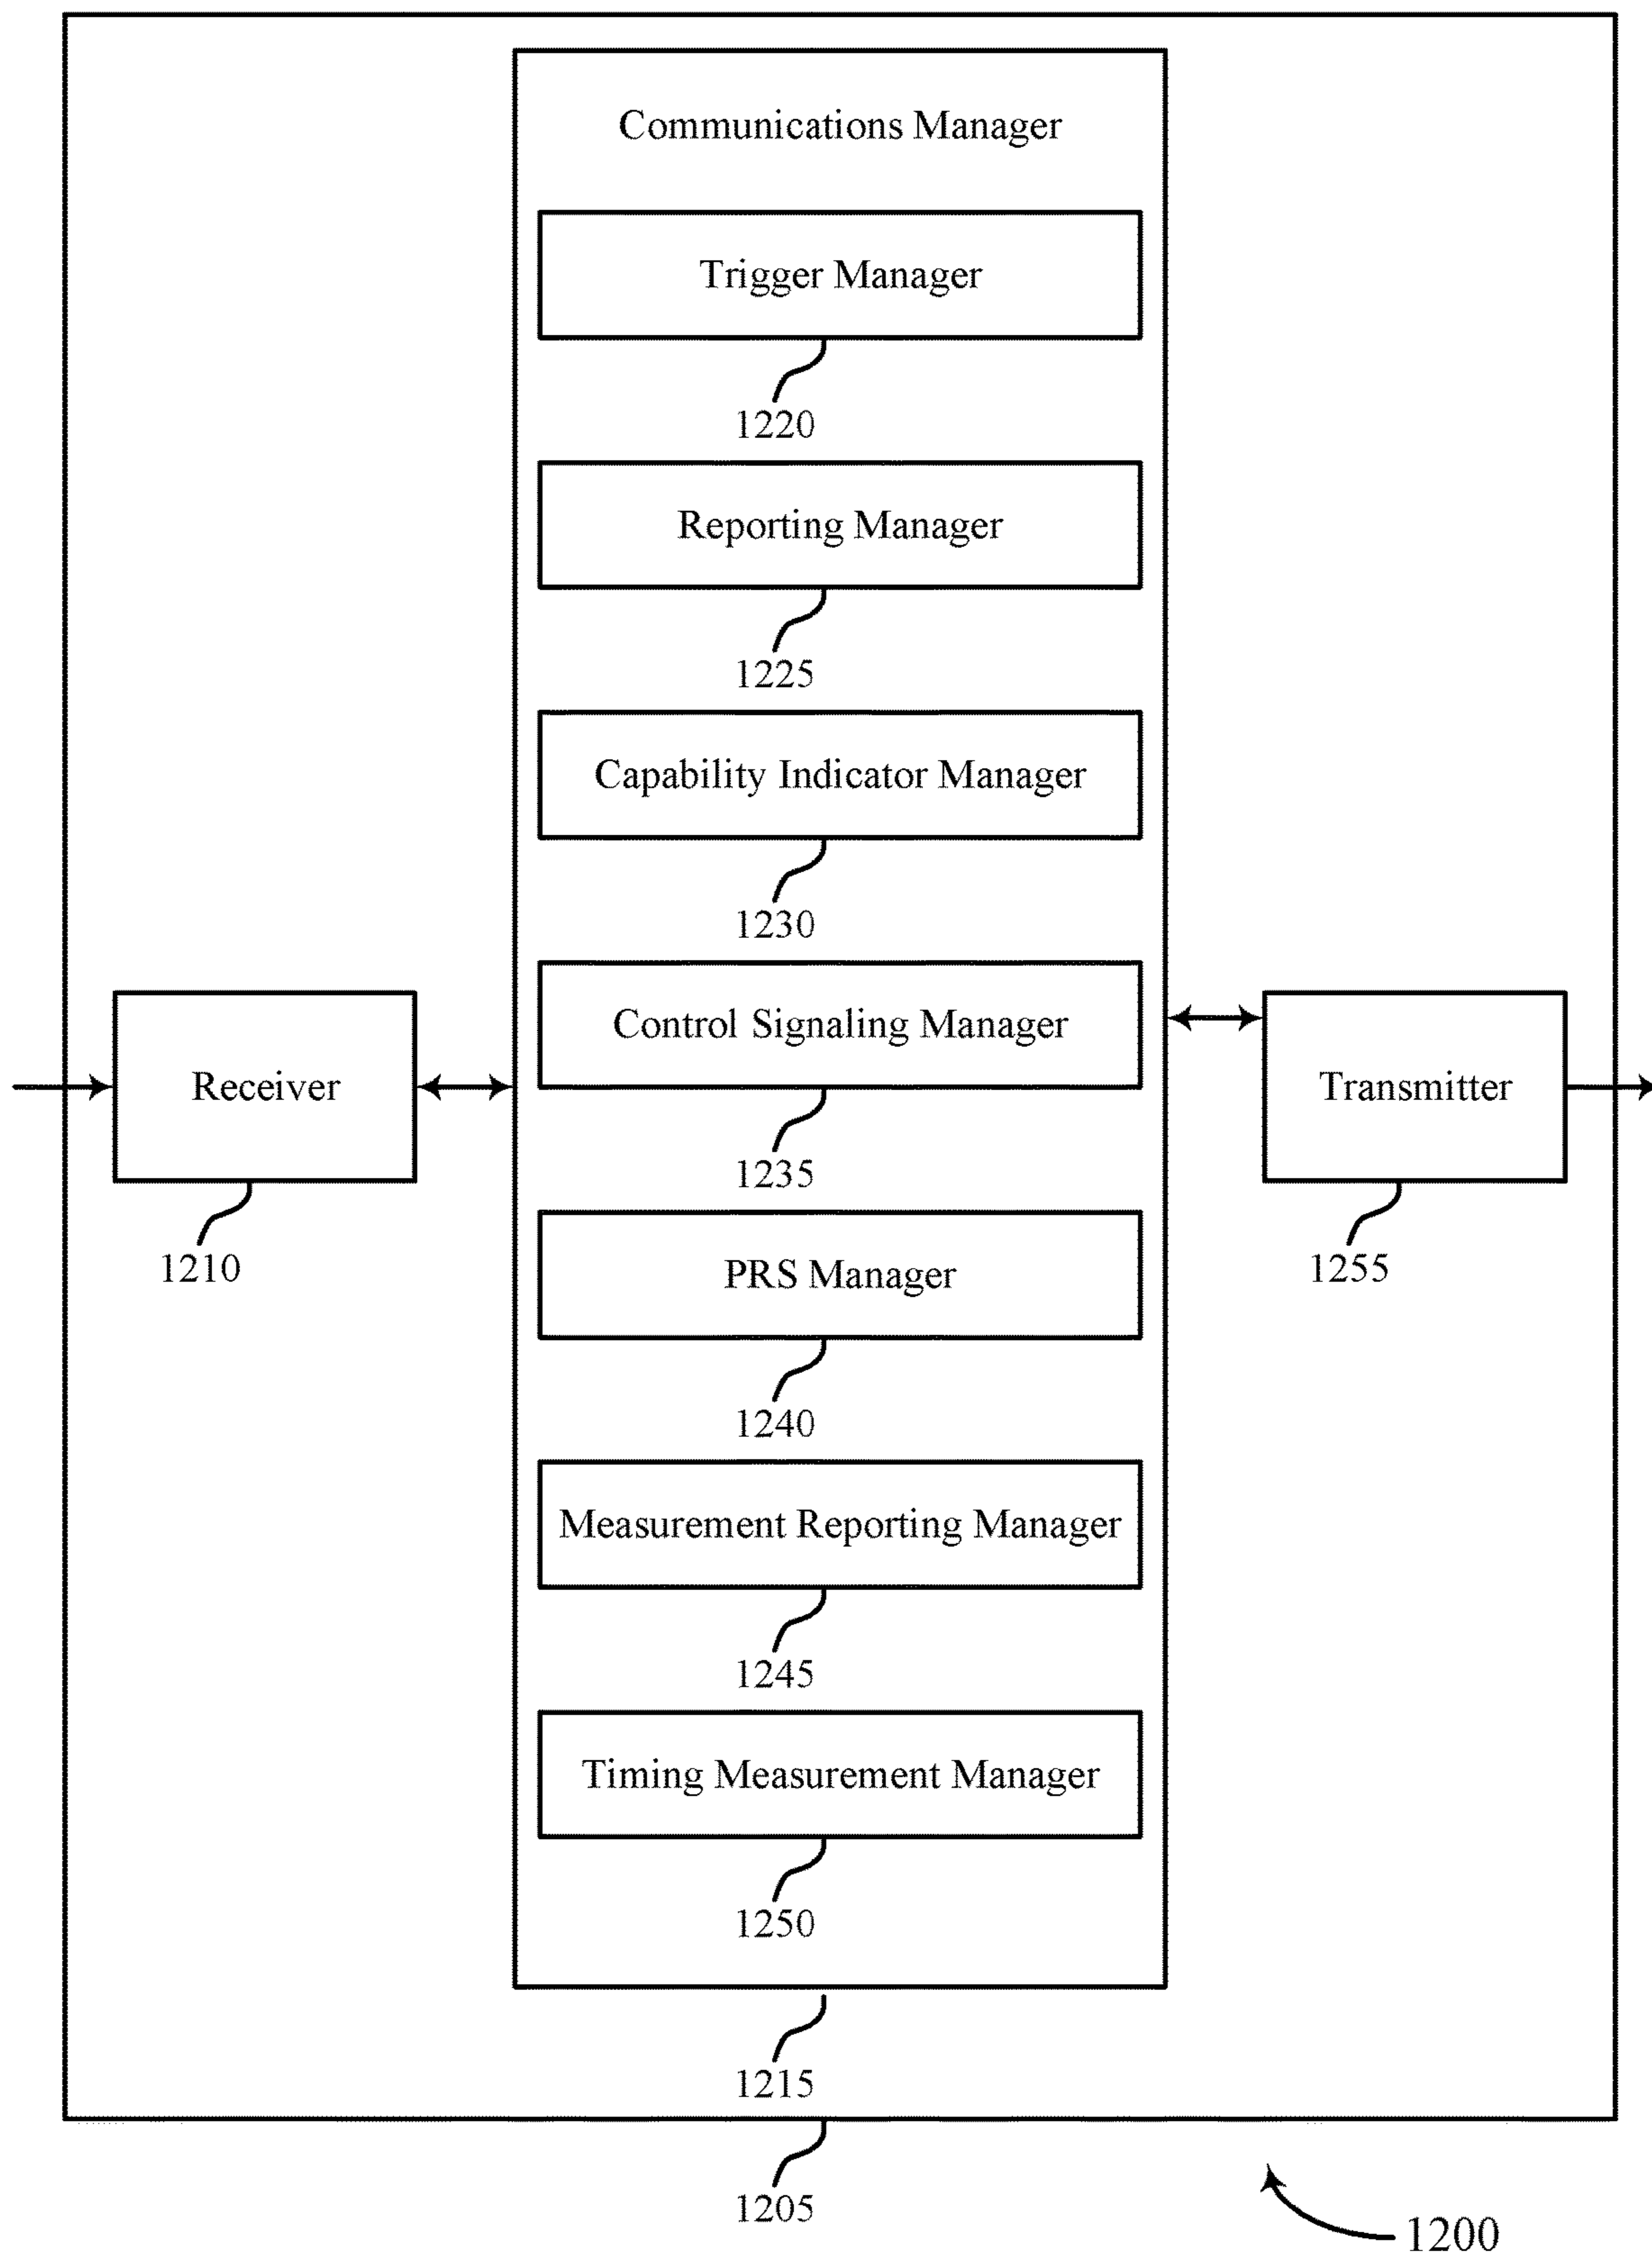 Communications Manager
Trigger Manager
1220
Reporting Manager
1225
Capability Indicator Manager
1230
Control Signaling Manager
1235
Receiver
1210
Transmitter
1255
PRS Manager
1240
Measurement Reporting Manager
1245
Timing Measurement Manager
1250
1215
1205
1200